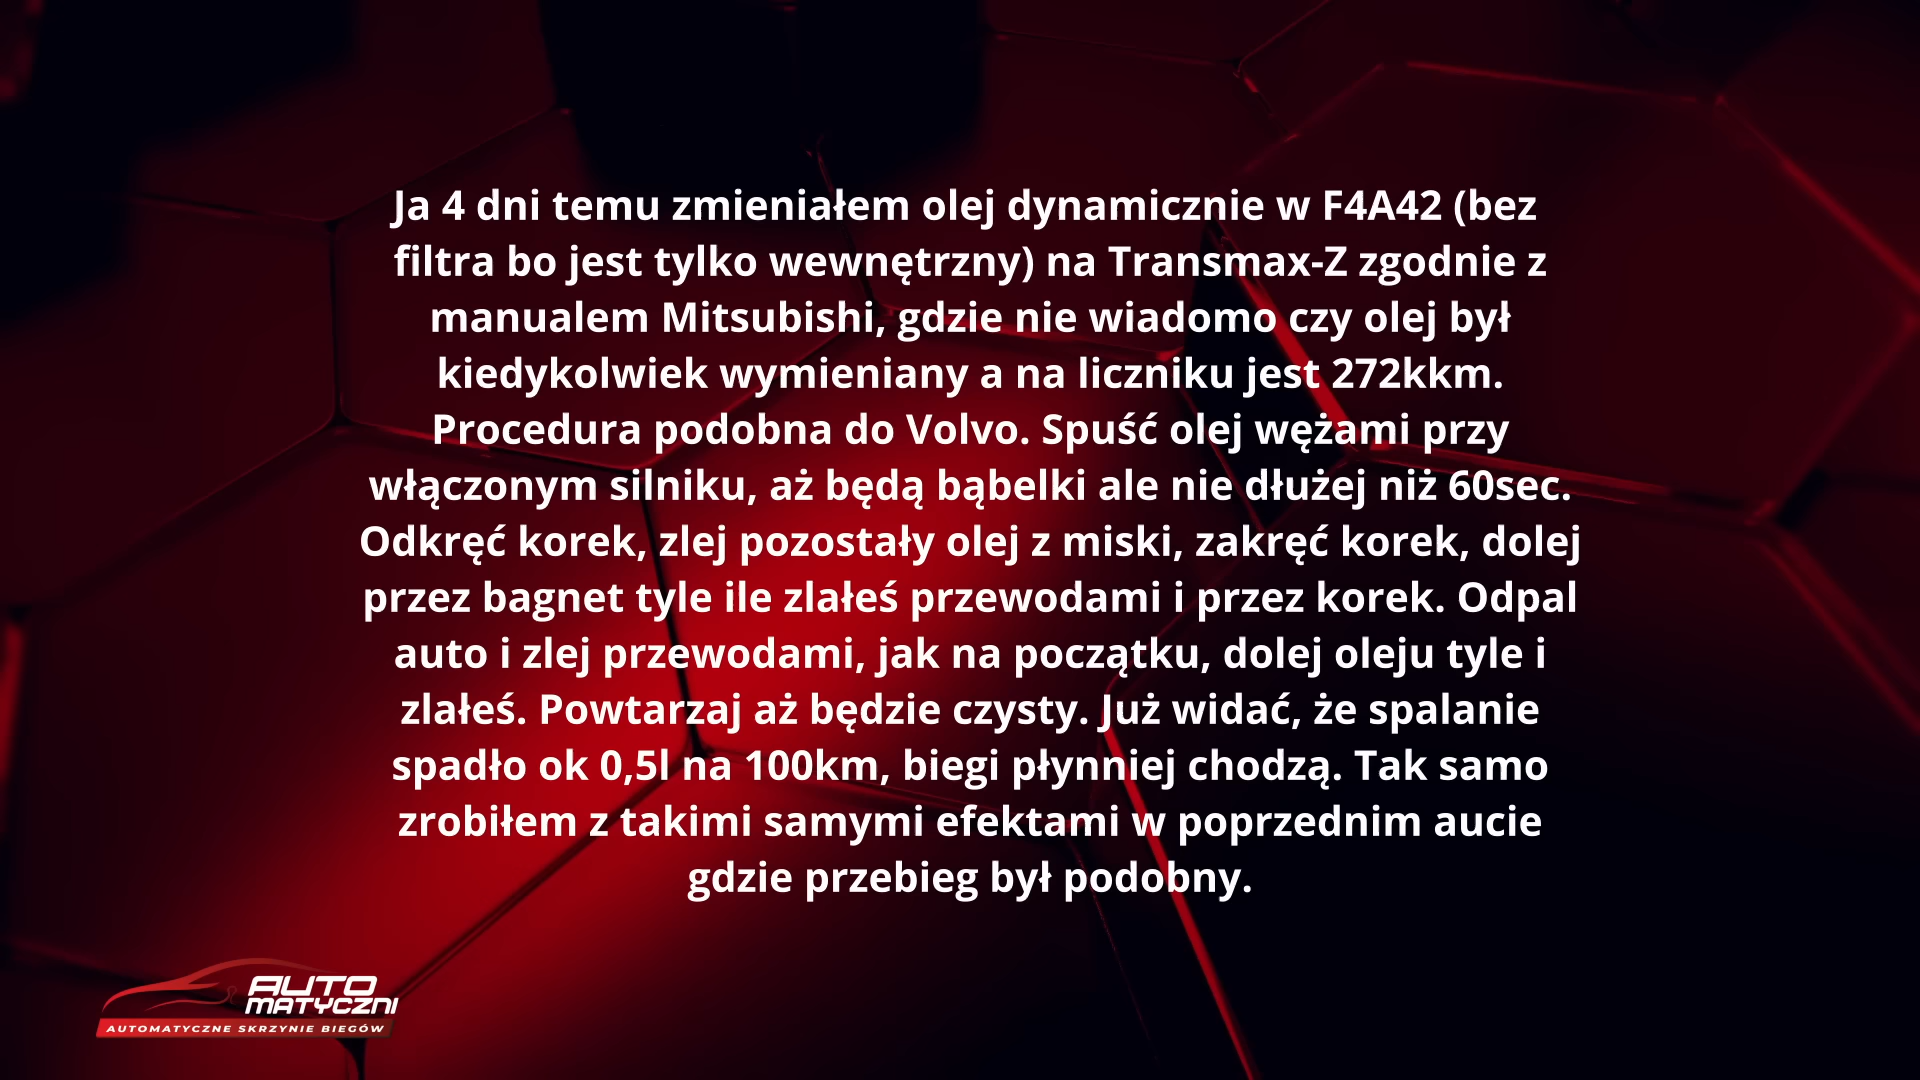 Ja 4 dni temu zmieniałem olej dynamicznie w F4A42 (bez
filtra bo jest tylko wewnętrzny) na Transmax-Z zgodnie z
manualem Mitsubishi, gdzie nie wiadomo czy olej był
kiedykolwiek wymieniany a na liczniku jest 272kkm.
Procedura podobna do Volvo. Spuść olej wężami przy
włączonym silniku, aż będą bąbelki ale nie dłużej niż 60sec.
Odkręć korek, zlej pozostały olej z miski, zakręć korek, dolej
przez bagnet tyle ile zlałeś przewodami i przez korek. Odpal
auto i zlej przewodami, jak na początku, dolej oleju tyle i
zlałeś. Powtarzaj aż będzie czysty. Już widać, że spalanie
spadło ok 0,5l na 100km, biegi płynniej chodzą. Tak samo
zrobiłem z takimi samymi efektami w poprzednim aucie
gdzie przebieg był podobny.
AUTO
MATYCZNI
AUTOMATYCZNE SKRZYNIE BIEGÓW